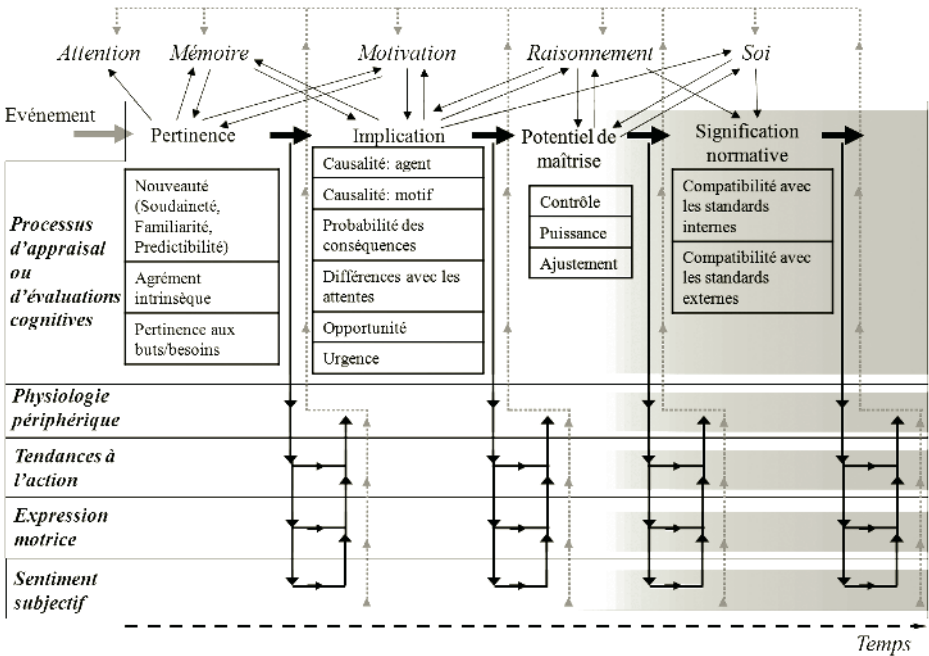 Attention
Mémoire
Motivation
Raisonnement
Soi
Evénement
Pertinence
Implication
Potentiel de
maîtrise
Signification
normative
Processus
d'appraisal
ou
d'évaluations
cognitives
Nouveauté
(Soudaineté,
Familiarité,
Predictibilité)
Agrément
intrinsèque
Pertinence aux
buts/besoins
Causalité: agent
Causalité: motif
Probabilité des
conséquences
Différences avec les
attentes
Opportunité
Urgence
Contrôle
Puissance
Ajustement
Compatibilité avec
les standards
internes
Compatibilité avec
les standards
externes
Physiologie
périphérique
Tendances à
l'action
Expression
motrice
Sentiment
subjectif
Temps